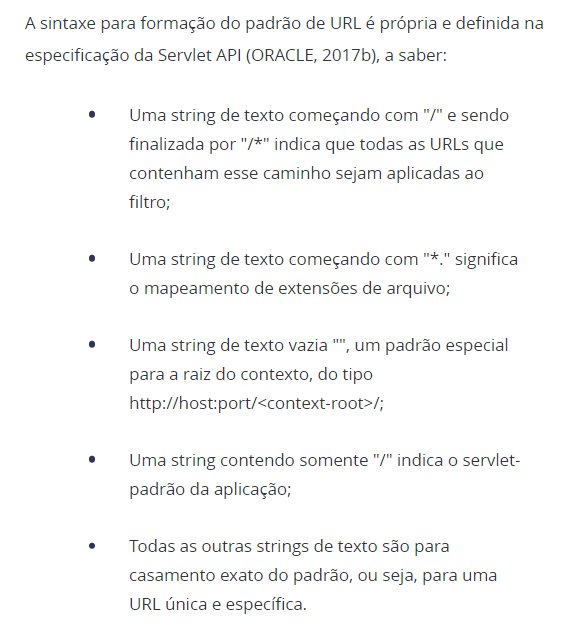 A sintaxe para formação do padrão de URL é própria e definida na
especificação da Servlet API (ORACLE, 2017b), a saber:
• Uma string de texto começando com "/" e sendo
finalizada por "/*" indica que todas as URLs que
contenham esse caminho sejam aplicadas ao
filtro;
• Uma string de texto começando com "*." significa
o mapeamento de extensões de arquivo;
• Uma string de texto vazia "", um padrão especial
para a raiz do contexto, do tipo
http://host:port/<context-root>/;
• Uma string contendo somente "/" indica o servlet-
padrão da aplicação;
• Todas as outras strings de texto são para
casamento exato do padrão, ou seja, para uma
URL única e específica.